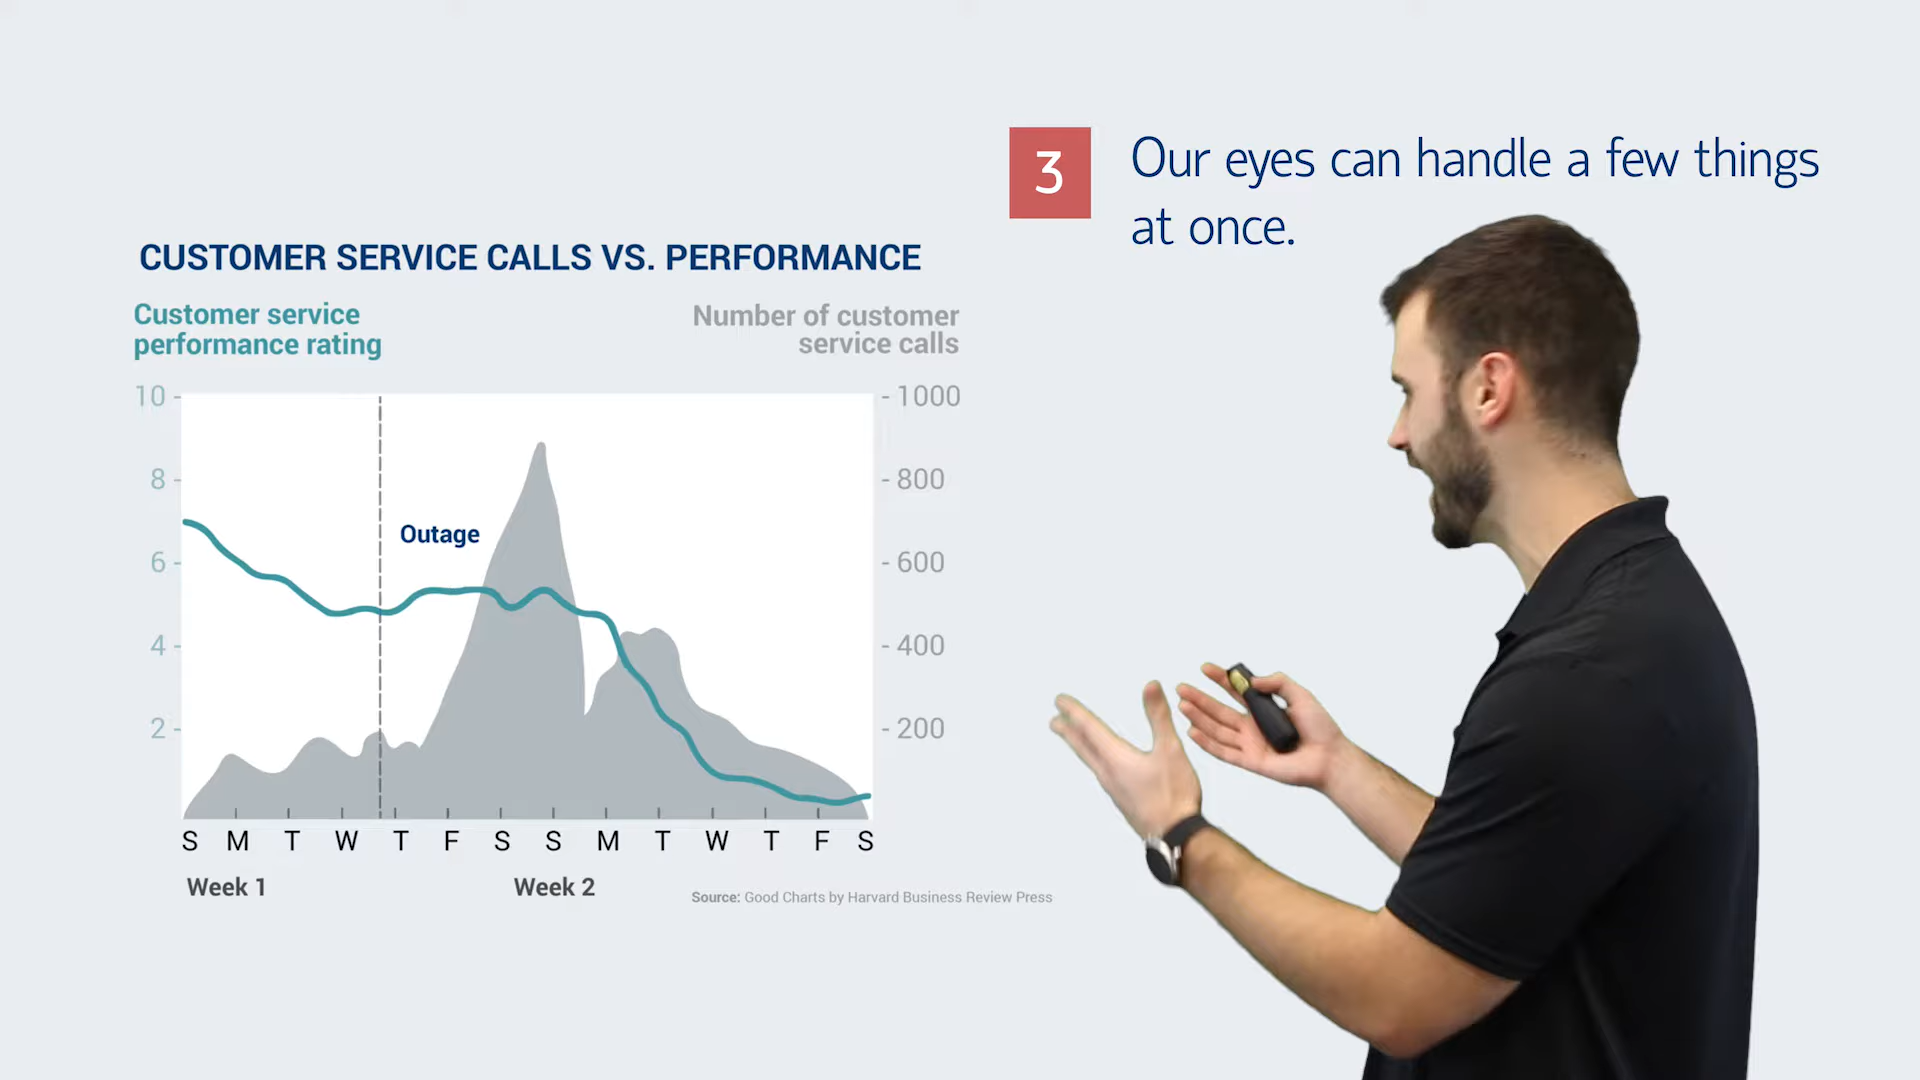 3
Our eyes can handle a few things
at once.
CUSTOMER SERVICE CALLS VS. PERFORMANCE
Customer service
performance rating
Number of customer
service calls
10 - - 1000
8 - - 800
Outage
6 - - 600
4 - - 400
2 - - 200
S M T W T F S S M T W T F S
Week 1 Week 2
Source: Good Charts by Harvard Business Review Press